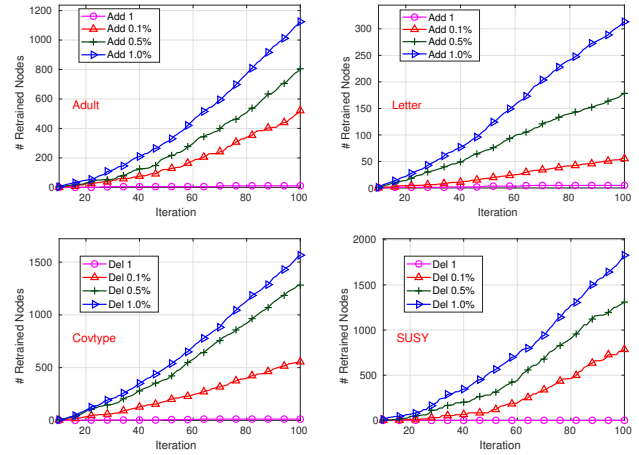 1200
1000
800
600
400
200
0
# Retrained Nodes
Add 1
Add 0.1%
Add 0.5%
Add 1.0%
Adult
20 40 60 80 100
Iteration
300
250
200
150
100
50
0
# Retrained Nodes
Add 1
Add 0.1%
Add 0.5%
Add 1.0%
Letter
20 40 60 80 100
Iteration
1500
1000
500
0
# Retrained Nodes
Del 1
Del 0.1%
Del 0.5%
Del 1.0%
Covtype
20 40 60 80 100
Iteration
2000
1500
1000
500
0
# Retrained Nodes
Del 1
Del 0.1%
Del 0.5%
Del 1.0%
SUSY
20 40 60 80 100
Iteration